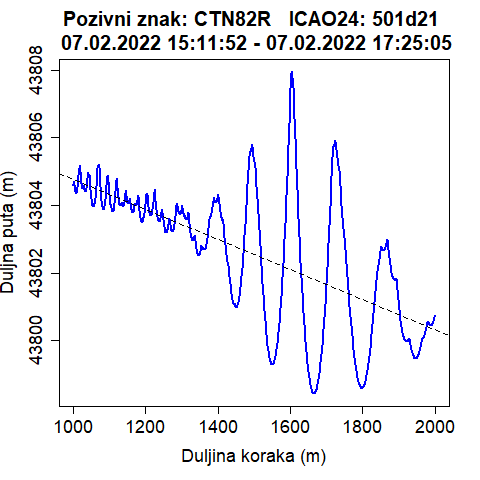 Pozivni znak: CTN82R   ICAO24: 501d21
07.02.2022 15:11:52 - 07.02.2022 17:25:05
43808
43806
43804
43802
43800
Duljna puta (m)
1000 1200 1400 1600 1800 2000
Duljina koraka (m)